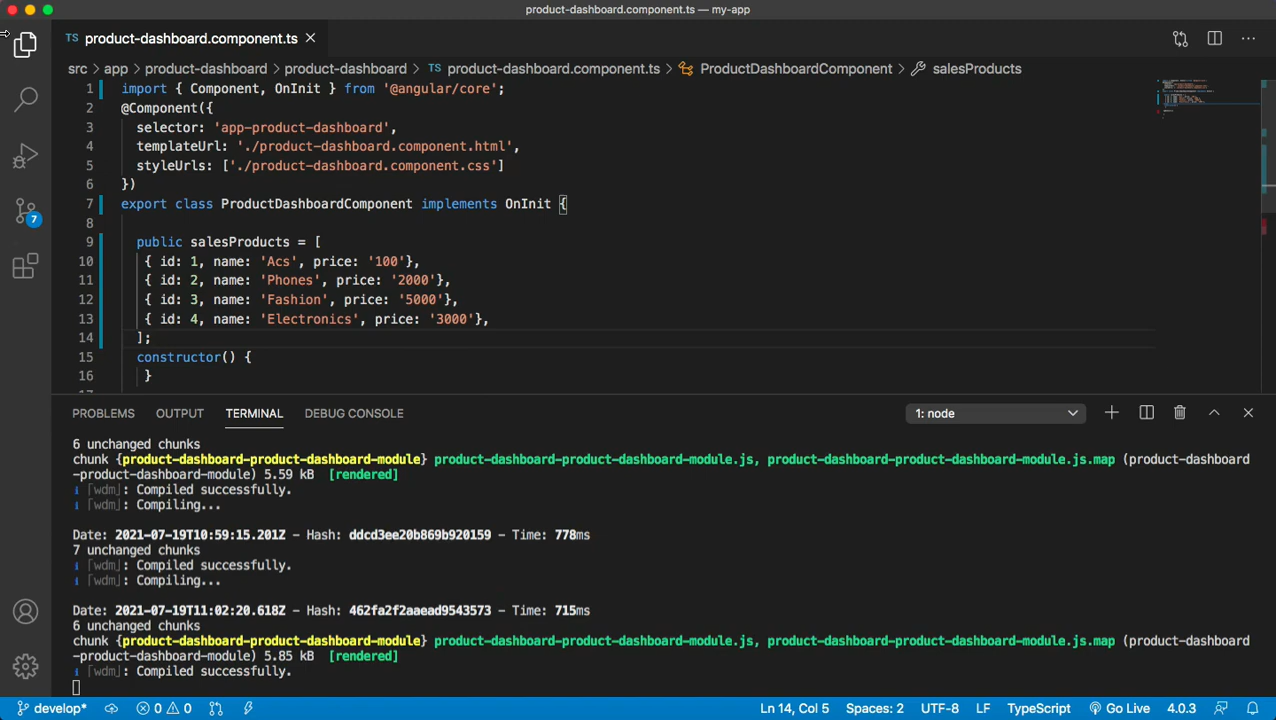 product-dashboard.component.ts — my-app
TS product-dashboard.component.ts
src > app > product-dashboard > product-dashboard > TS product-dashboard.component.ts > ProductDashboardComponent > salesProducts
1 import { Component, OnInit } from '@angular/core';
2 @Component({
3 selector: 'app-product-dashboard',
4 templateUrl: './product-dashboard.component.html',
5 styleUrls: ['./product-dashboard.component.css']
6 })
7 export class ProductDashboardComponent implements OnInit {
8
9 public salesProducts = [
10 { id: 1, name: 'Acs', price: '100'},
11 { id: 2, name: 'Phones', price: '2000'},
12 { id: 3, name: 'Fashion', price: '5000'},
13 { id: 4, name: 'Electronics', price: '3000'},
14 ];
15 constructor() {
16 }
7
PROBLEMS OUTPUT TERMINAL DEBUG CONSOLE 1: node
6 unchanged chunks
chunk {product-dashboard-product-dashboard-module} product-dashboard-product-dashboard-module.js, product-dashboard-product-dashboard-module.js.map (product-dashboard
-product-dashboard-module) 5.59 kB [rendered]
i ｢wdm｣: Compiled successfully.
i ｢wdm｣: Compiling...
Date: 2021-07-19T10:59:15.201Z - Hash: ddcd3ee20b869b920159 - Time: 778ms
7 unchanged chunks
i ｢wdm｣: Compiled successfully.
i ｢wdm｣: Compiling...
Date: 2021-07-19T11:02:20.618Z - Hash: 462fa2f2aaead9543573 - Time: 715ms
6 unchanged chunks
chunk {product-dashboard-product-dashboard-module} product-dashboard-product-dashboard-module.js, product-dashboard-product-dashboard-module.js.map (product-dashboard
-product-dashboard-module) 5.85 kB [rendered]
i ｢wdm｣: Compiled successfully.
develop* 0 0 Ln 14, Col 5 Spaces: 2 UTF-8 LF TypeScript Go Live 4.0.3